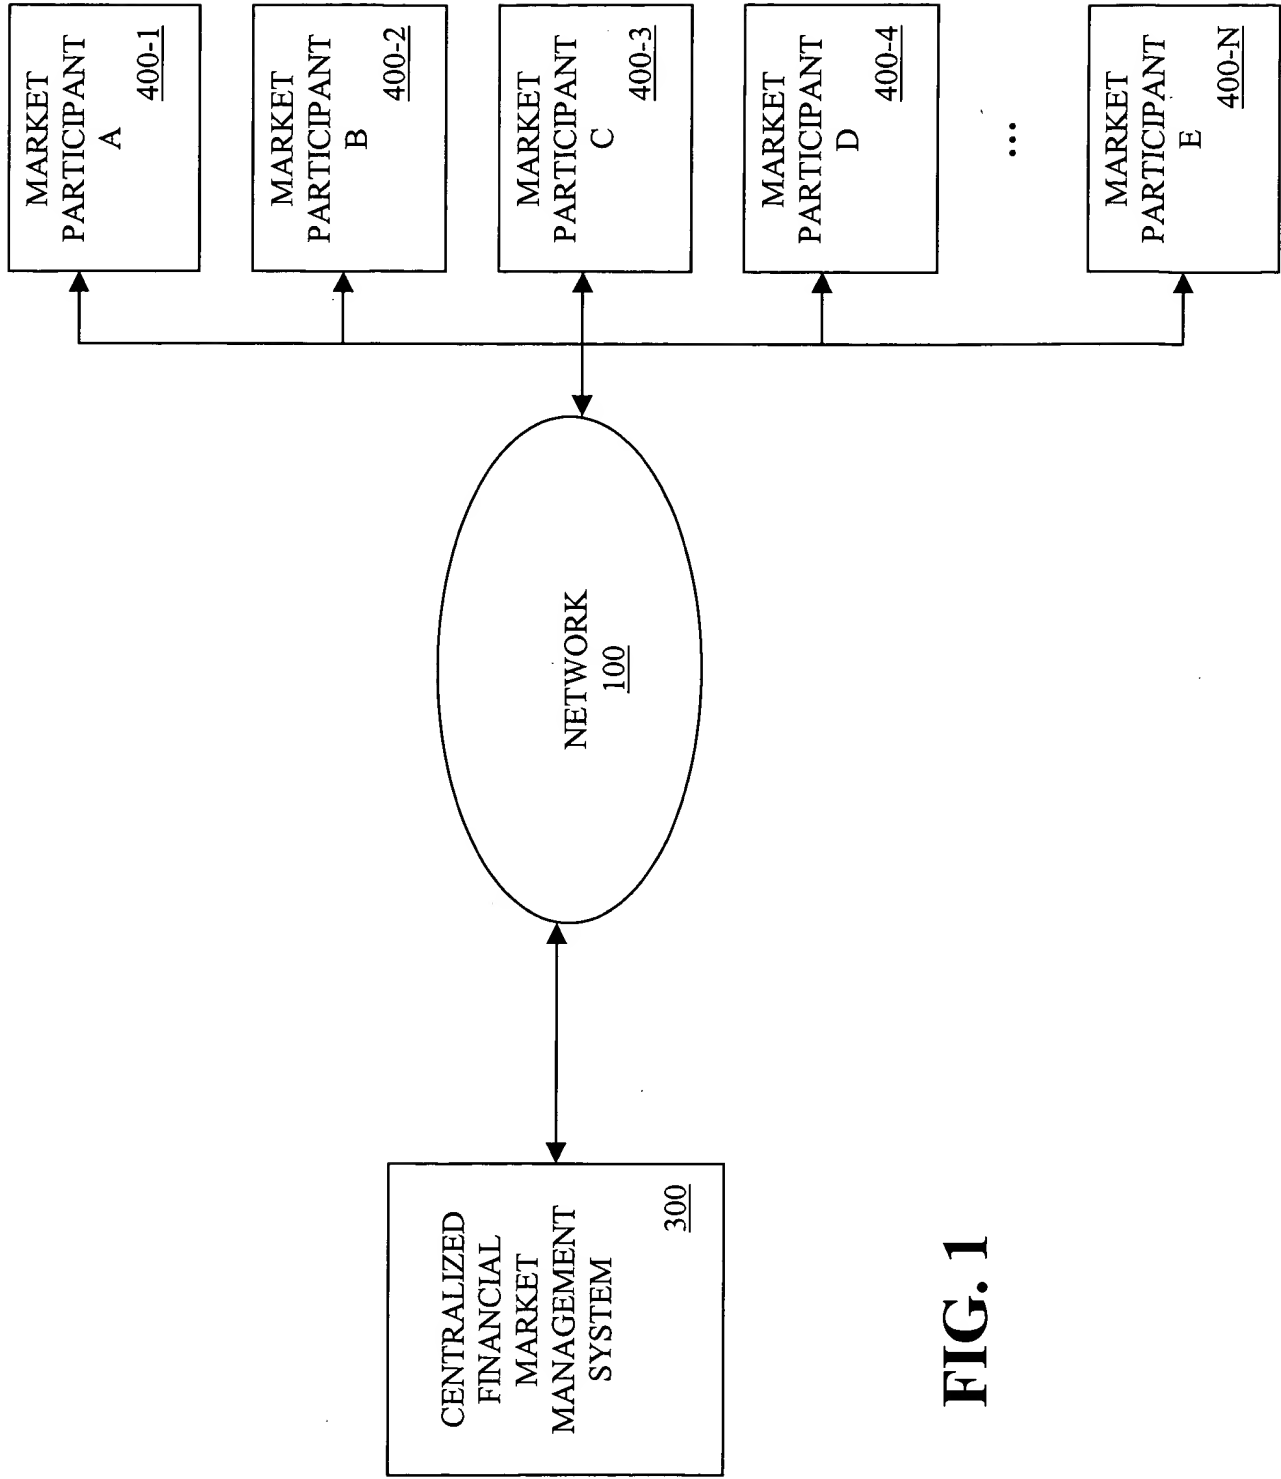 CENTRALIZED
FINANCIAL
MARKET
MANAGEMENT
SYSTEM
300
NETWORK
100
MARKET
PARTICIPANT
A
400-1
MARKET
PARTICIPANT
B
400-2
MARKET
PARTICIPANT
C
400-3
MARKET
PARTICIPANT
D
400-4
...
MARKET
PARTICIPANT
E
400-N
FIG. 1